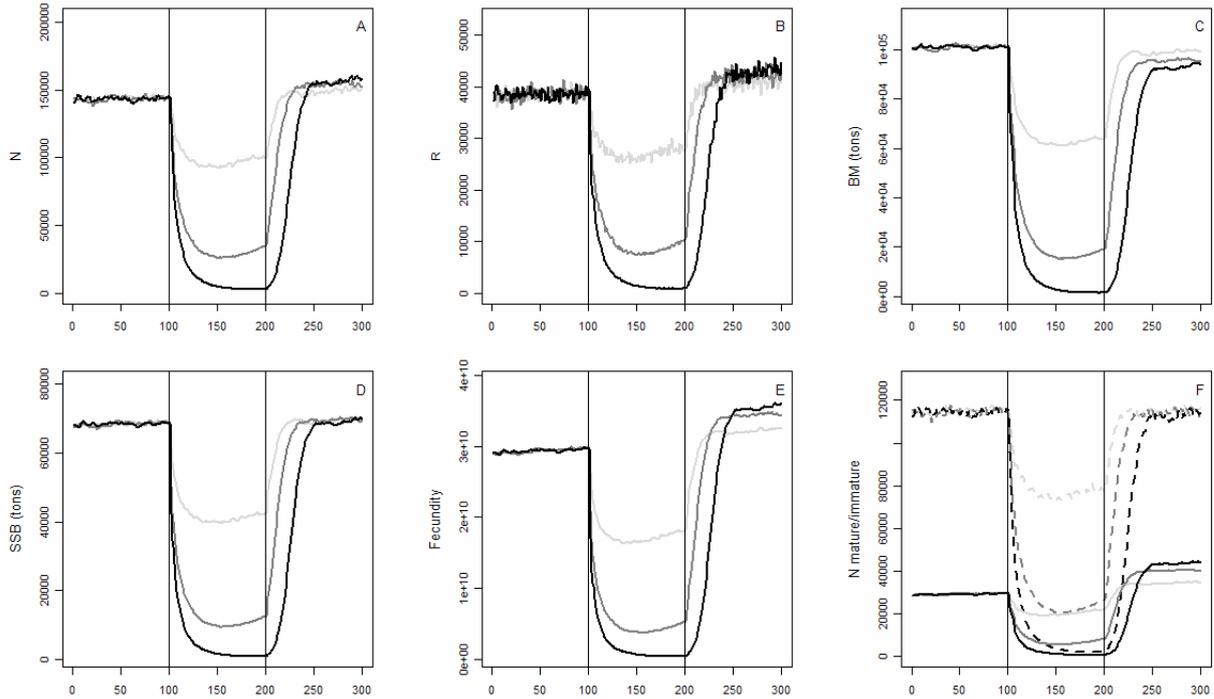 A
N
0
50000
100000
150000
200000
0 50 100 150 200 250 300
B
R
0
10000
20000
30000
40000
50000
0 50 100 150 200 250 300
C
BM (tons)
0e+00
2e+04
4e+04
6e+04
8e+04
1e+05
0 50 100 150 200 250 300
D
SSB (tons)
0
20000
40000
60000
80000
0 50 100 150 200 250 300
E
Fecundity
0e+00
1e+10
2e+10
3e+10
4e+10
0 50 100 150 200 250 300
F
N mature/immature
0
20000
40000
60000
80000
120000
0 50 100 150 200 250 300